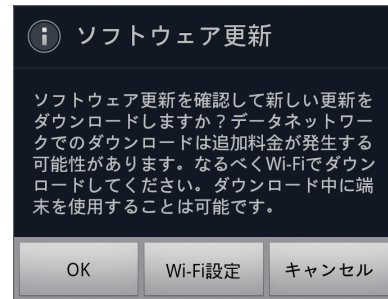 ソフトウェア更新
ソフトウェア更新を確認して新しい更新を
ダウンロードしますか？データネットワー
クでのダウンロードは追加料金が発生する
可能性があります。なるべくWi-Fiでダウン
ロードしてください。ダウンロード中に端
末を使用することは可能です。
OK
Wi-Fi設定
キャンセル